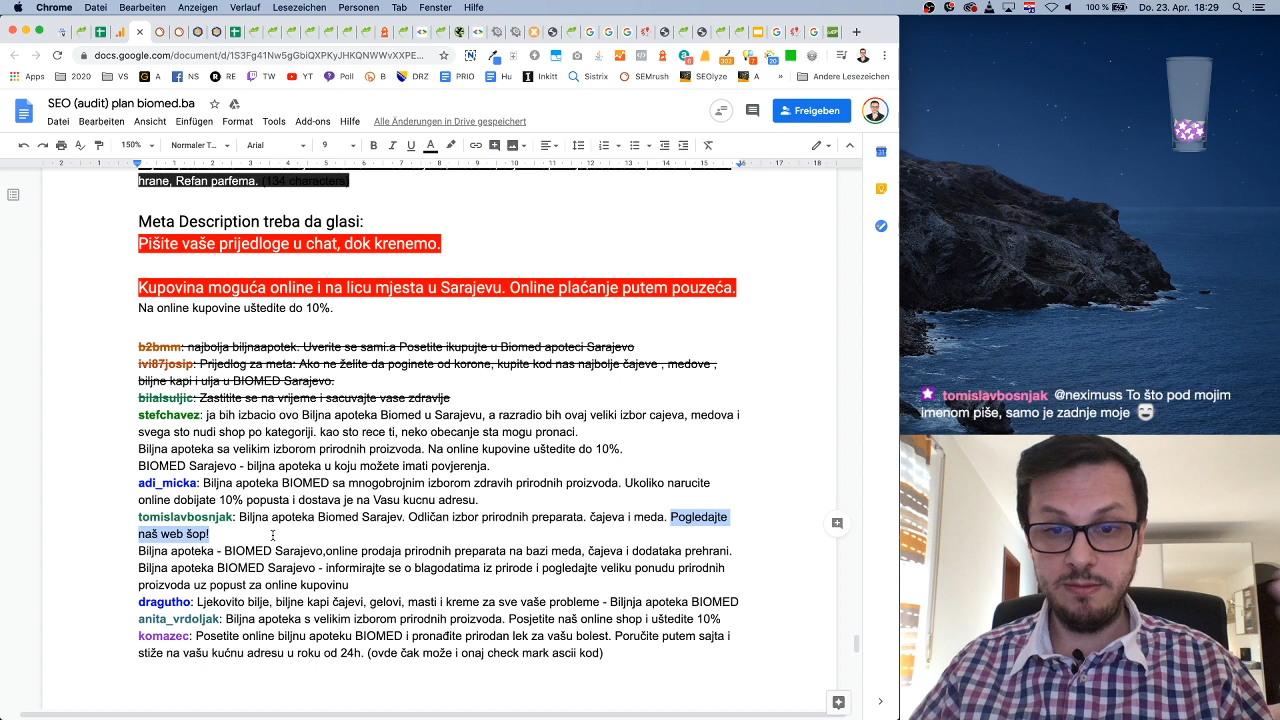 Chrome Datei Bearbeiten Anzeigen Verlauf Lesezeichen Personen Tab Fenster Hilfe 100% Do. 23. Apr. 18:29
docs.google.com/document/d/1S3Fg41Nw5gGbiQXPKyJHKQNWWvXXPE...
Apps 2020 VS A NS RE TW YT Poll B DRZ PRIO Hu Inkitt Sistrix SEMrush SEOlyze A » Andere Lesezeichen
SEO (audit) plan biomed.ba
Datei Bearbeiten Ansicht Einfügen Format Tools Add-ons Hilfe Alle Änderungen in Drive gespeichert
Freigeben
150% Normaler T... Arial 9
hrane, Refan parfema. (134 characters)
Meta Description treba da glasi:
Pišite vaše prijedloge u chat, dok krenemo.
Kupovina moguća online i na licu mjesta u Sarajevu. Online plaćanje putem pouzeća.
Na online kupovine uštedite do 10%.
b2bmm: najbolja biljnaapotek. Uverite se sami.a Posetite ikupujte u Biomed apoteci Sarajevo
ivi87josip: Prijedlog za meta: Ako ne želite da poginete od korone, kupite kod nas najbolje čajeve , medove ,
biljne kapi i ulja u BIOMED Sarajevo.
bilalsuljic: Zastitite se na vrijeme i sacuvajte vase zdravlje
stefchavez: ja bih izbacio ovo Biljna apoteka Biomed u Sarajevu, a razradio bih ovaj veliki izbor cajeva, medova i
svega sto nudi shop po kategoriji. kao sto rece ti, neko obecanje sta mogu pronaci.
Biljna apoteka sa velikim izborom prirodnih proizvoda. Na online kupovine uštedite do 10%.
BIOMED Sarajevo - biljna apoteka u koju možete imati povjerenja.
adi_micka: Biljna apoteka BIOMED sa mnogobrojnim izborom zdravih prirodnih proizvoda. Ukoliko narucite
online dobijate 10% popusta i dostava je na Vasu kucnu adresu.
tomislavbosnjak: Biljna apoteka Biomed Sarajev. Odličan izbor prirodnih preparata. čajeva i meda. Pogledajte
naš web šop!
Biljna apoteka - BIOMED Sarajevo,online prodaja prirodnih preparata na bazi meda, čajeva i dodataka prehrani.
Biljna apoteka BIOMED Sarajevo - informirajte se o blagodatima iz prirode i pogledajte veliku ponudu prirodnih
proizvoda uz popust za online kupovinu
dragutho: Ljekovito bilje, biljne kapi čajevi, gelovi, masti i kreme za sve vaše probleme - Biljnja apoteka BIOMED
anita_vrdoljak: Biljna apoteka s velikim izborom prirodnih proizvoda. Posjetite naš online shop i uštedite 10%
komazec: Posetite online biljnu apoteku BIOMED i pronađite prirodan lek za vašu bolest. Poručite putem sajta i
stiže na vašu kućnu adresu u roku od 24h. (ovde čak može i onaj check mark ascii kod)
tomislavbosnjak @neximuss To što pod mojim
imenom piše, samo je zadnje moje